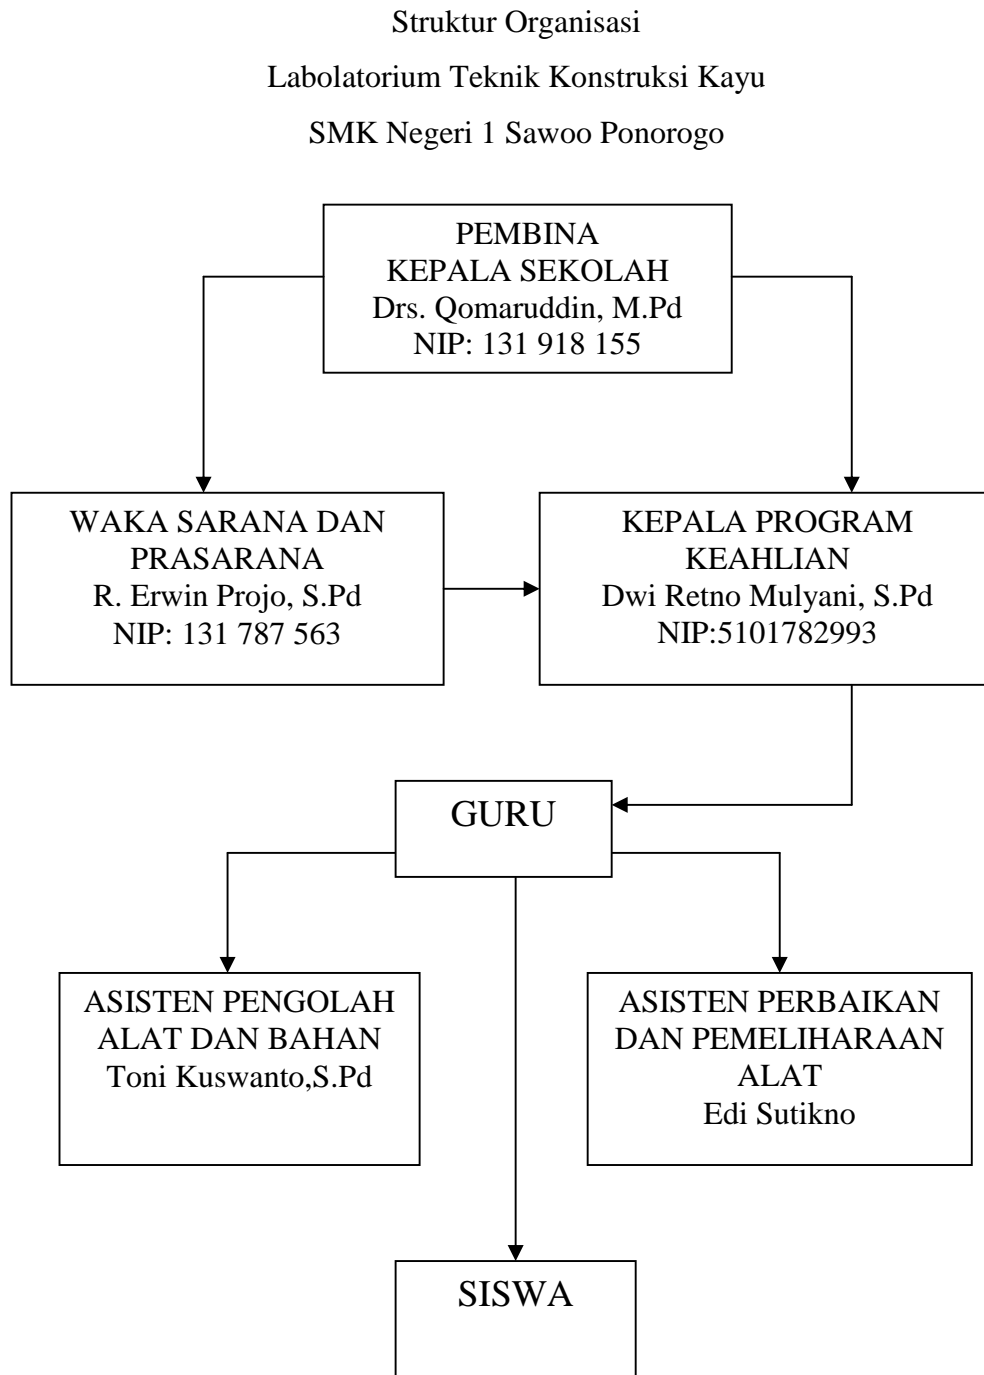 Struktur Organisasi
Labolatorium Teknik Konstruksi Kayu
SMK Negeri 1 Sawoo Ponorogo
PEMBINA
KEPALA SEKOLAH
Drs. Qomaruddin, M.Pd
NIP: 131 918 155
WAKA SARANA DAN
PRASARANA
R. Erwin Projo, S.Pd
NIP: 131 787 563
KEPALA PROGRAM
KEAHLIAN
Dwi Retno Mulyani, S.Pd
NIP:5101782993
GURU
ASISTEN PENGOLAH
ALAT DAN BAHAN
Toni Kuswanto,S.Pd
ASISTEN PERBAIKAN
DAN PEMELIHARAAN
ALAT
Edi Sutikno
SISWA